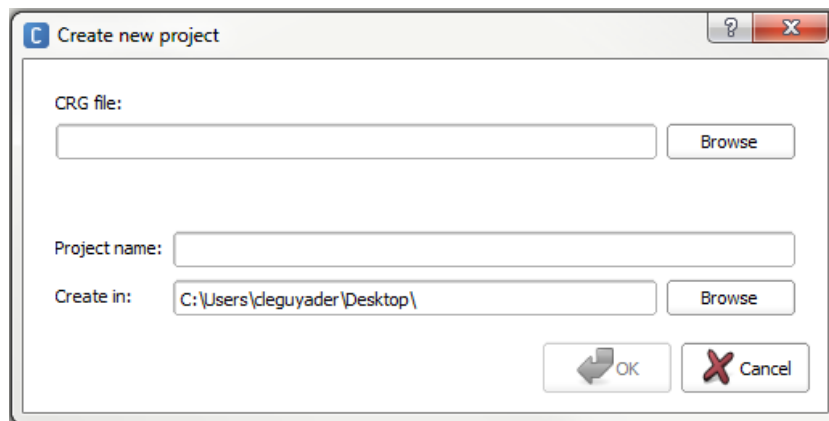 C Create new project ?
CRG file:
Browse
Project name:
Create in: C:\Users\cleguyader\Desktop\ Browse
OK Cancel